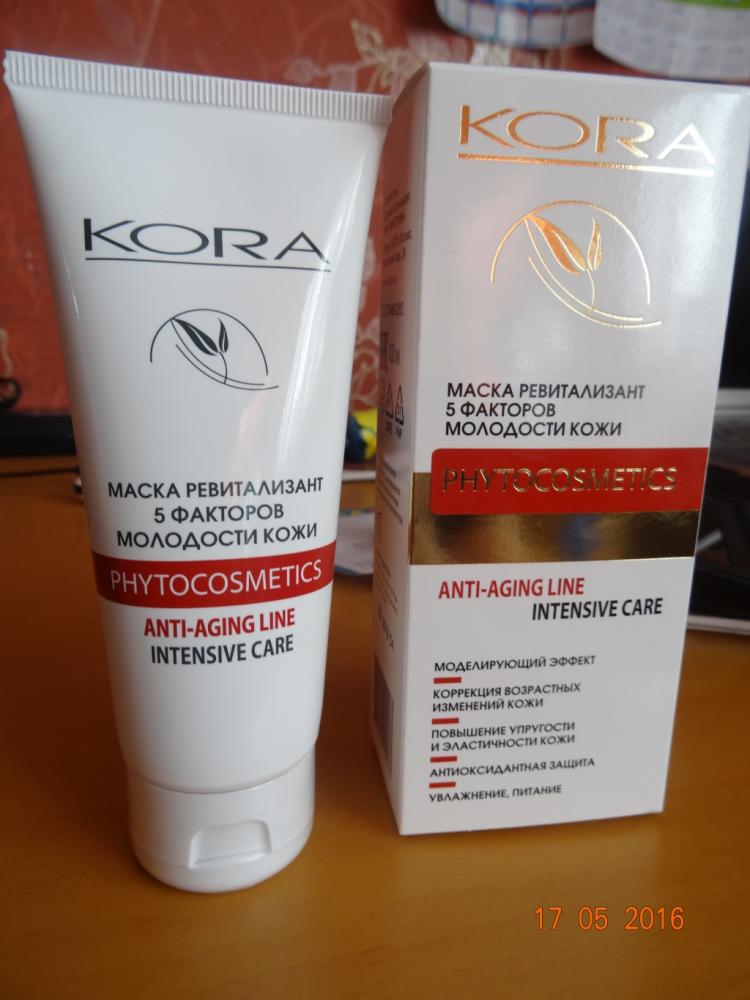 KORA
МАСКА РЕВИТАЛИЗАНТ
5 ФАКТОРОВ
МОЛОДОСТИ КОЖИ
PHYTOCOSMETICS
ANTI-AGING LINE
INTENSIVE CARE
KORA
МАСКА РЕВИТАЛИЗАНТ
5 ФАКТОРОВ
МОЛОДОСТИ КОЖИ
PHYTOCOSMETICS
ANTI-AGING LINE
INTENSIVE CARE
МОДЕЛИРУЮЩИЙ ЭФФЕКТ
КОРРЕКЦИЯ ВОЗРАСТНЫХ
ИЗМЕНЕНИЙ КОЖИ
ПОВЫШЕНИЕ УПРУГОСТИ
И ЭЛАСТИЧНОСТИ КОЖИ
АНТИОКСИДАНТНАЯ ЗАЩИТА
УВЛАЖНЕНИЕ, ПИТАНИЕ
17 05 2016